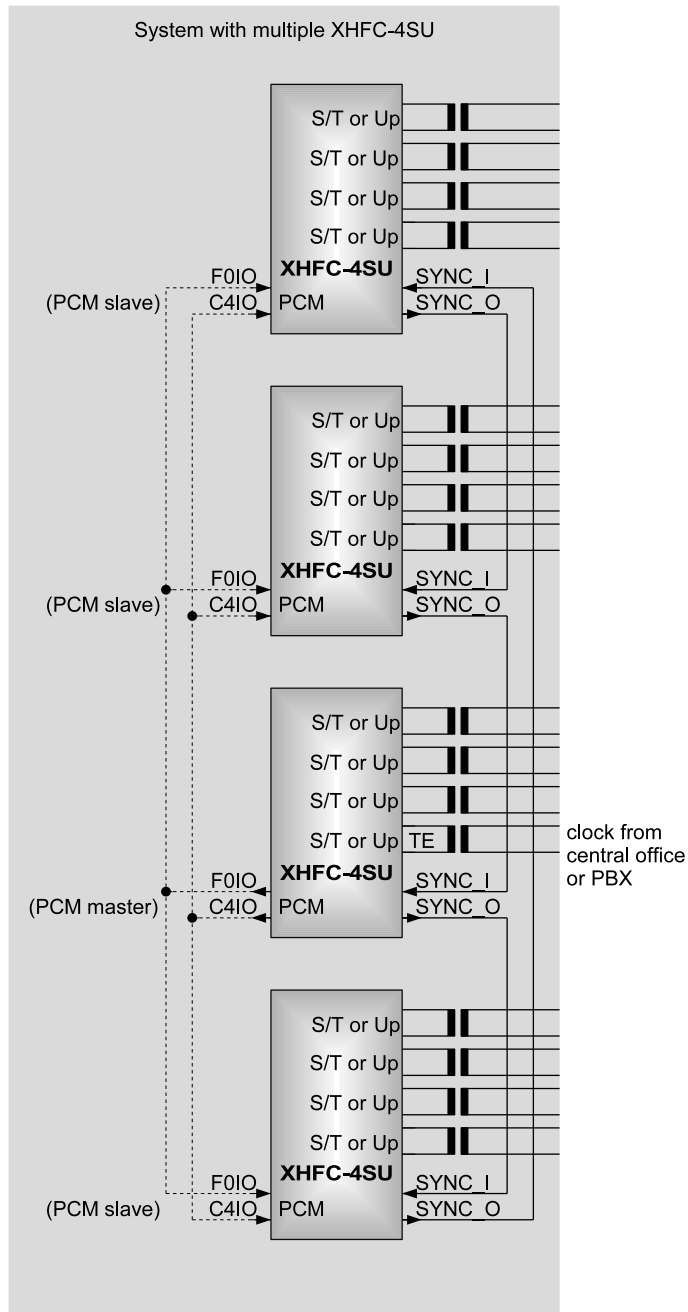 System with multiple XHFC-4SU
S/T or Up
S/T or Up
S/T or Up
S/T or Up
XHFC-4SU
F0IO
SYNC_I
(PCM slave)
C4IO
PCM
SYNC_O
S/T or Up
S/T or Up
S/T or Up
S/T or Up
XHFC-4SU
F0IO
SYNC_I
(PCM slave)
C4IO
PCM
SYNC_O
S/T or Up
S/T or Up
S/T or Up
S/T or Up
TE
clock from
central office
or PBX
XHFC-4SU
F0IO
SYNC_I
(PCM master)
C4IO
PCM
SYNC_O
S/T or Up
S/T or Up
S/T or Up
S/T or Up
XHFC-4SU
F0IO
SYNC_I
(PCM slave)
C4IO
PCM
SYNC_O